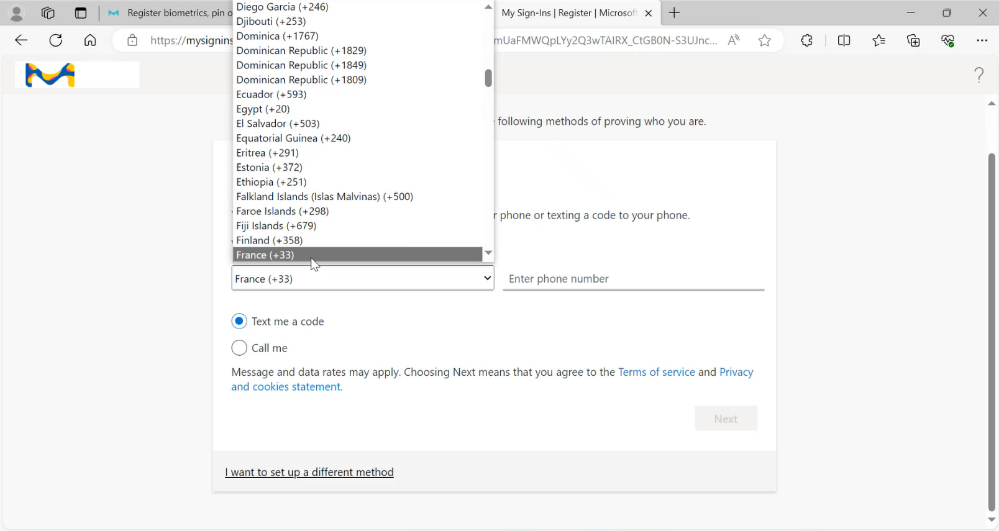 Register biometrics, pin o
My Sign-Ins | Register | Microsoft
https://mysignins
mUaFMWQpLYy2Q3wTAIRX_CtGB0N-S3UJnc...
Diego Garcia (+246)
Djibouti (+253)
Dominica (+1767)
Dominican Republic (+1829)
Dominican Republic (+1849)
Dominican Republic (+1809)
Ecuador (+593)
Egypt (+20)
El Salvador (+503)
Equatorial Guinea (+240)
Eritrea (+291)
Estonia (+372)
Ethiopia (+251)
Falkland Islands (Islas Malvinas) (+500)
Faroe Islands (+298)
Fiji Islands (+679)
Finland (+358)
France (+33)
following methods of proving who you are.
r phone or texting a code to your phone.
France (+33)
Enter phone number
Text me a code
Call me
Message and data rates may apply. Choosing Next means that you agree to the Terms of service and Privacy
and cookies statement.
Next
I want to set up a different method